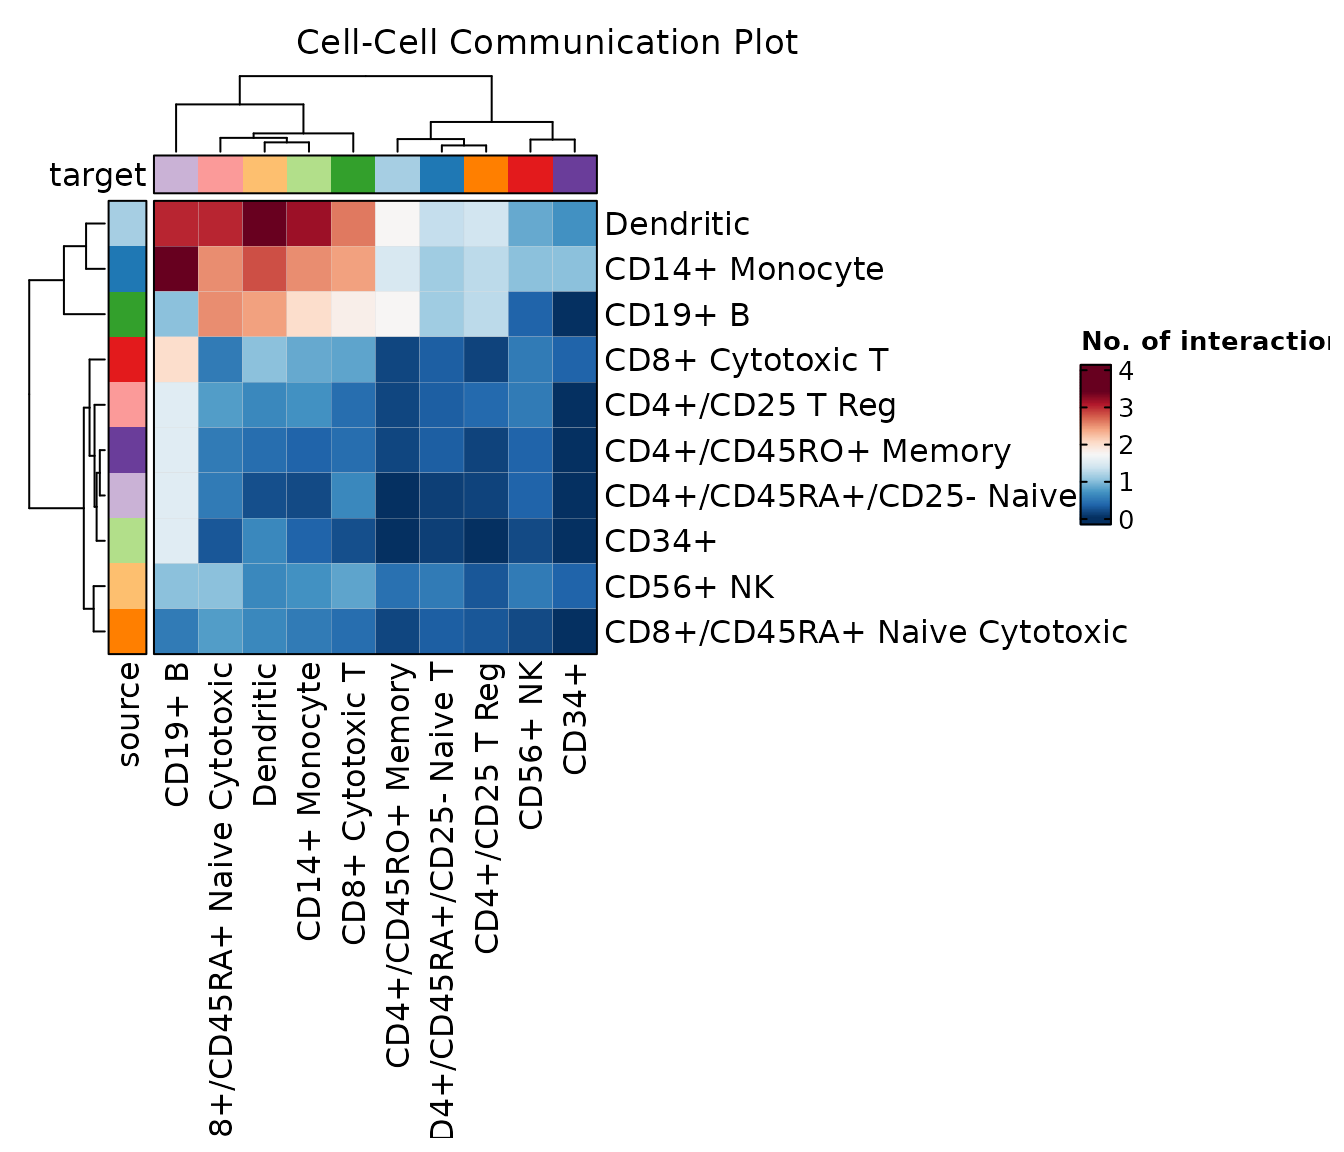 Cell-Cell Communication Plot
target
Dendritic
CD14+ Monocyte
CD19+ B
CD8+ Cytotoxic T
CD4+/CD25 T Reg
CD4+/CD45RO+ Memory
CD4+/CD45RA+/CD25- Naive
CD34+
CD56+ NK
CD8+/CD45RA+ Naive Cytotoxic
No. of interaction
4
3
2
1
0
source
CD19+ B
8+/CD45RA+ Naive Cytotoxic
Dendritic
CD14+ Monocyte
CD8+ Cytotoxic T
CD4+/CD45RO+ Memory
D4+/CD45RA+/CD25- Naive T
CD4+/CD25 T Reg
CD56+ NK
CD34+